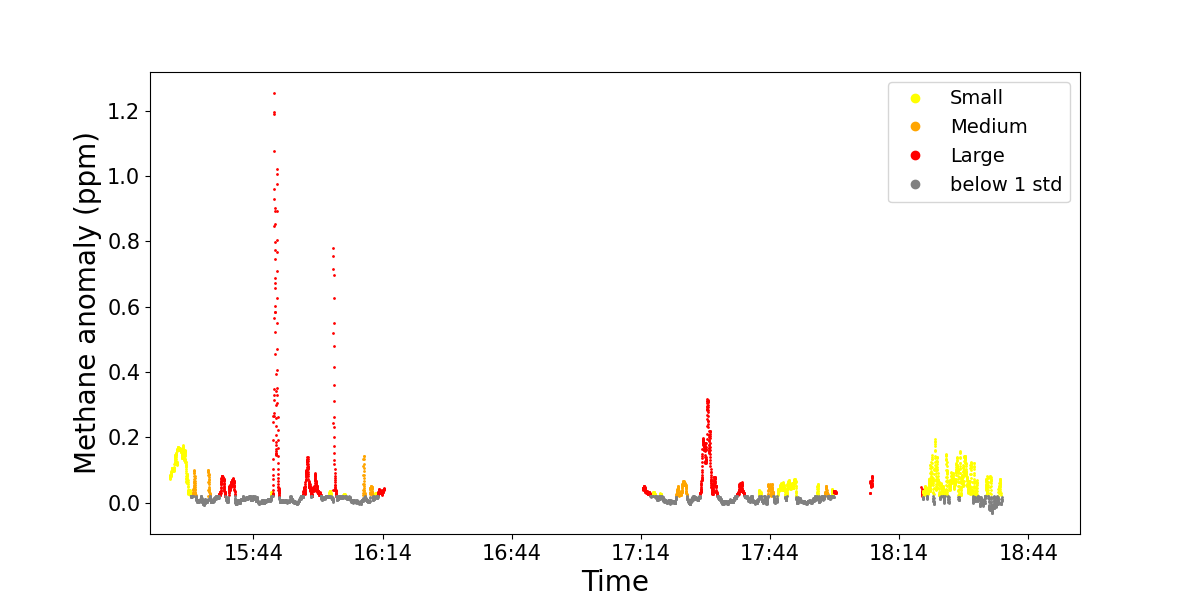 Small
Medium
Large
below 1 std
Methane anomaly (ppm)
1.2
1.0
0.8
0.6
0.4
0.2
0.0
15:44 16:14 16:44 17:14 17:44 18:14 18:44
Time